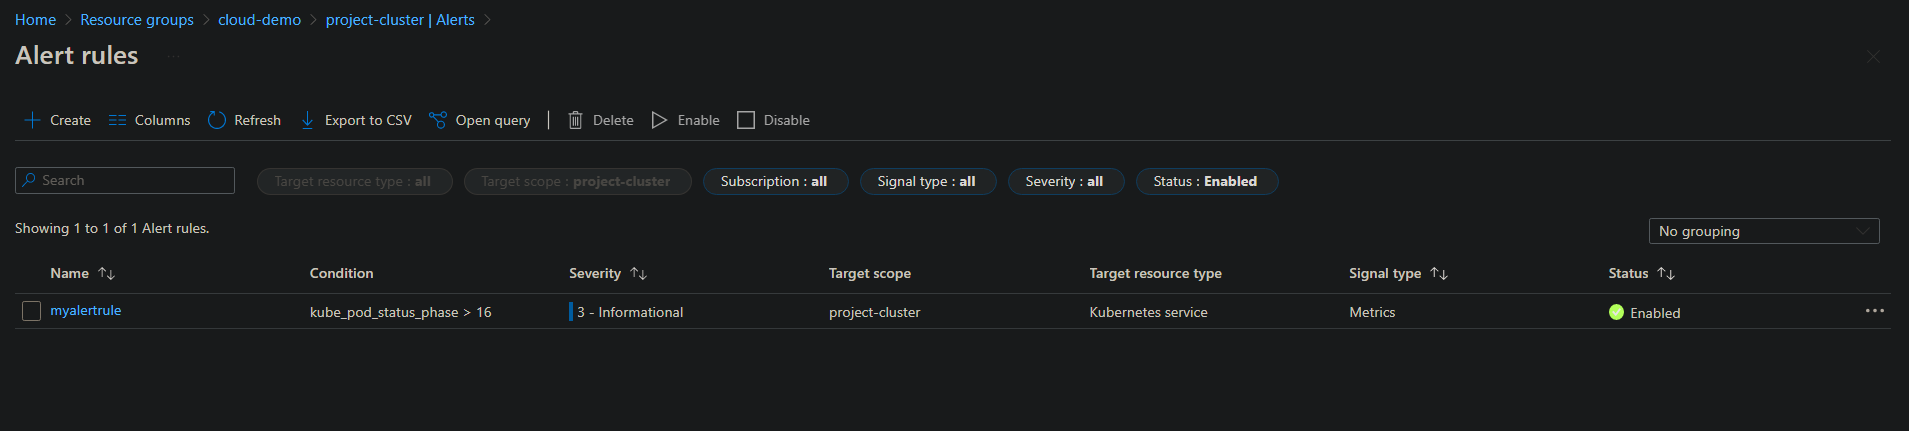 Home > Resource groups > cloud-demo > project-cluster | Alerts >
Alert rules ...
Create Columns Refresh Export to CSV Open query | Delete Enable Disable
Search Target resource type : all Target scope : project-cluster Subscription : all Signal type : all Severity : all Status : Enabled
Showing 1 to 1 of 1 Alert rules. No grouping
Name ↑↓ Condition Severity ↑↓ Target scope Target resource type Signal type ↑↓ Status ↑↓
myalertrule kube_pod_status_phase > 16 3 - Informational project-cluster Kubernetes service Metrics Enabled ...